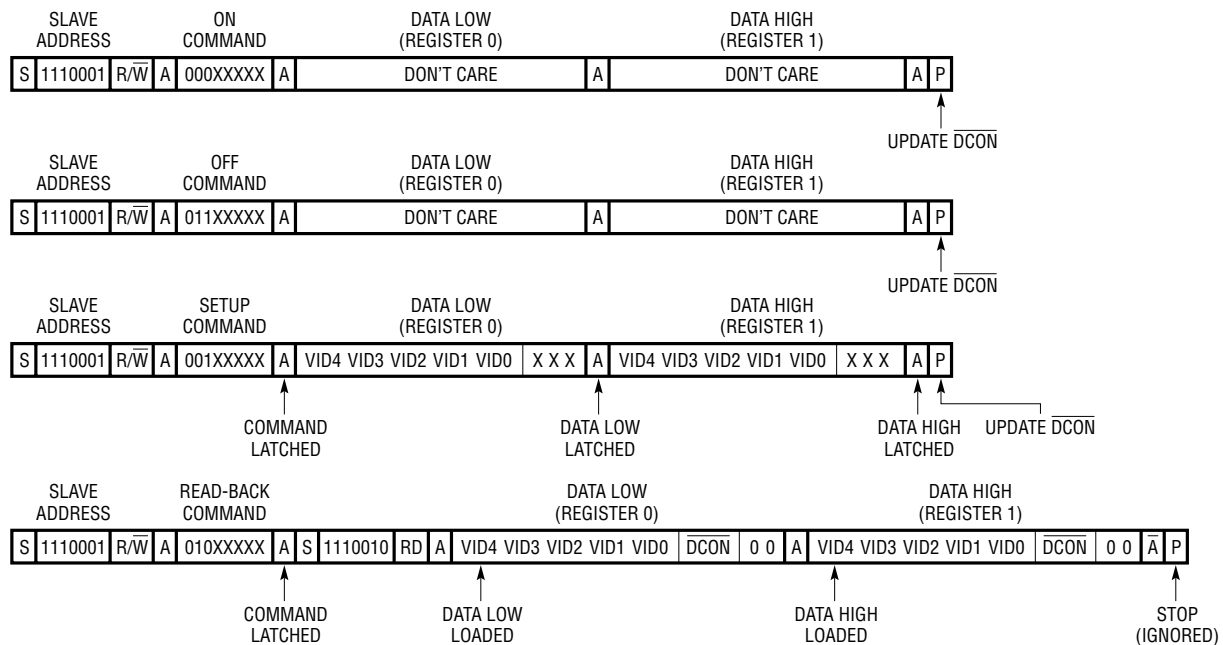 SLAVE ADDRESS ON COMMAND DATA LOW (REGISTER 0) DATA HIGH (REGISTER 1)
S 1110001 R/W̅ A 000XXXXX A DON'T CARE A DON'T CARE A P
UPDATE D̅C̅O̅N̅
SLAVE ADDRESS OFF COMMAND DATA LOW (REGISTER 0) DATA HIGH (REGISTER 1)
S 1110001 R/W̅ A 011XXXXX A DON'T CARE A DON'T CARE A P
UPDATE D̅C̅O̅N̅
SLAVE ADDRESS SETUP COMMAND DATA LOW (REGISTER 0) DATA HIGH (REGISTER 1)
S 1110001 R/W̅ A 001XXXXX A VID4 VID3 VID2 VID1 VID0 X X X A VID4 VID3 VID2 VID1 VID0 X X X A P
COMMAND LATCHED DATA LOW LATCHED DATA HIGH LATCHED UPDATE D̅C̅O̅N̅
SLAVE ADDRESS READ-BACK COMMAND DATA LOW (REGISTER 0) DATA HIGH (REGISTER 1)
S 1110001 R/W̅ A 010XXXXX A S 1110010 RD A VID4 VID3 VID2 VID1 VID0 D̅C̅O̅N̅ 0 0 A VID4 VID3 VID2 VID1 VID0 D̅C̅O̅N̅ 0 0 A̅ P
COMMAND LATCHED DATA LOW LOADED DATA HIGH LOADED STOP (IGNORED)